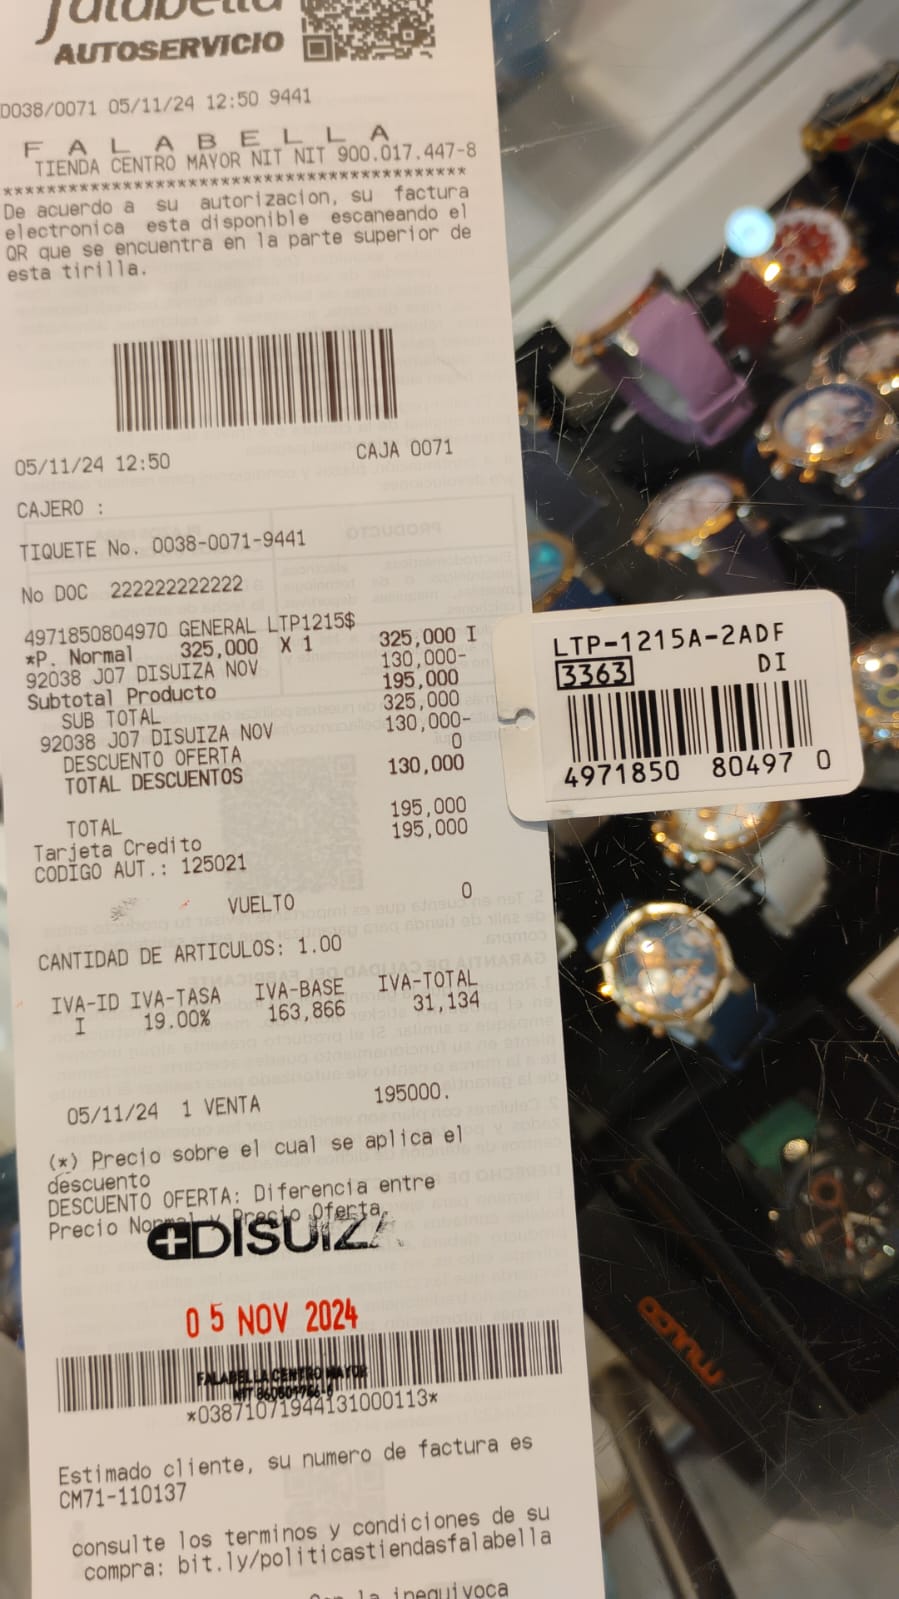 falabella
AUTOSERVICIO
D038/0071 05/11/24 12:50 9441
F A L A B E L L A
TIENDA CENTRO MAYOR NIT NIT 900.017.447-8
******************************************
De acuerdo a su autorizacion, su factura
electronica esta disponible escaneando el
QR que se encuentra en la parte superior de
esta tirilla.
05/11/24 12:50 CAJA 0071
CAJERO :
TIQUETE No. 0038-0071-9441
No DOC 222222222222
4971850804970 GENERAL LTP1215$
*P. Normal 325,000 X 1 325,000 I
92038 J07 DISUIZA NOV 130,000-
Subtotal Producto 195,000
SUB TOTAL 325,000
92038 J07 DISUIZA NOV 130,000-
DESCUENTO OFERTA 0
TOTAL DESCUENTOS 130,000
TOTAL 195,000
Tarjeta Credito 195,000
CODIGO AUT.: 125021
VUELTO 0
CANTIDAD DE ARTICULOS: 1.00
IVA-ID IVA-TASA IVA-BASE IVA-TOTAL
I 19.00% 163,866 31,134
05/11/24 1 VENTA 195000.
(*) Precio sobre el cual se aplica el
descuento
DESCUENTO OFERTA: Diferencia entre
Precio Normal y Precio Oferta
DISUIZA
05 NOV 2024
FALABELLA CENTRO MAYOR
*0387107194413100011​3*
Estimado cliente, su numero de factura es
CM71-110137
consulte los terminos y condiciones de su
compra: bit.ly/politicastiendasfalabella
la inequivoca
LTP-1215A-2ADF
3363 DI
4971850 80497 0